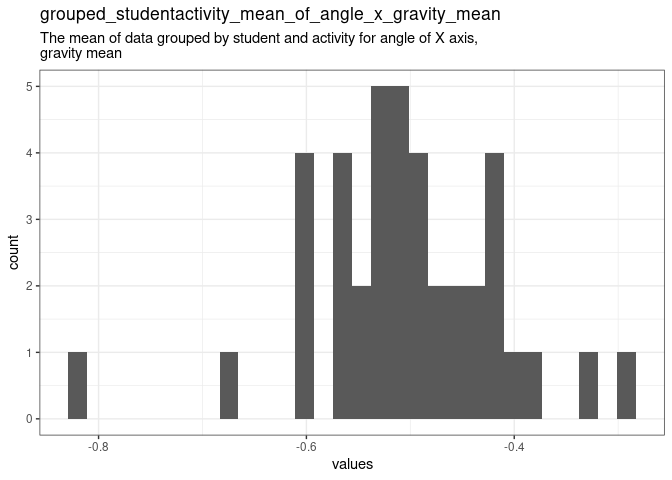 grouped_studentactivity_mean_of_angle_x_gravity_mean
The mean of data grouped by student and activity for angle of X axis,
gravity mean
5
4
3
2
1
0
count
-0.8 -0.6 -0.4
values